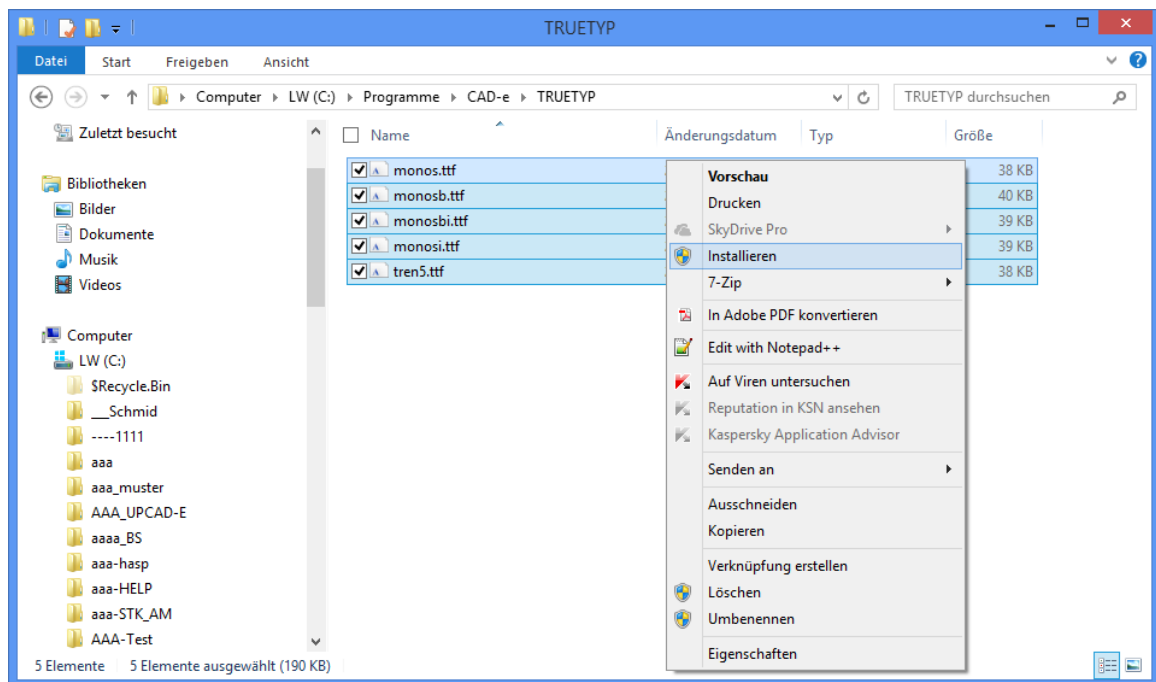 TRUETYP
Datei Start Freigeben Ansicht
Computer LW (C:) Programme CAD-e TRUETYP
TRUETYP durchsuchen
Zuletzt besucht
Bibliotheken
Bilder
Dokumente
Musik
Videos
Computer
LW (C:)
$Recycle.Bin
__Schmid
----1111
aaa
aaa_muster
AAA_UPCAD-E
aaaa_BS
aaa-hasp
aaa-HELP
aaa-STK_AM
AAA-Test
Name Änderungsdatum Typ Größe
monos.ttf 38 KB
monosb.ttf 40 KB
monosbi.ttf 39 KB
monosi.ttf 39 KB
tren5.ttf 38 KB
Vorschau
Drucken
SkyDrive Pro
Installieren
7-Zip
In Adobe PDF konvertieren
Edit with Notepad++
Auf Viren untersuchen
Reputation in KSN ansehen
Kaspersky Application Advisor
Senden an
Ausschneiden
Kopieren
Verknüpfung erstellen
Löschen
Umbenennen
Eigenschaften
5 Elemente 5 Elemente ausgewählt (190 KB)